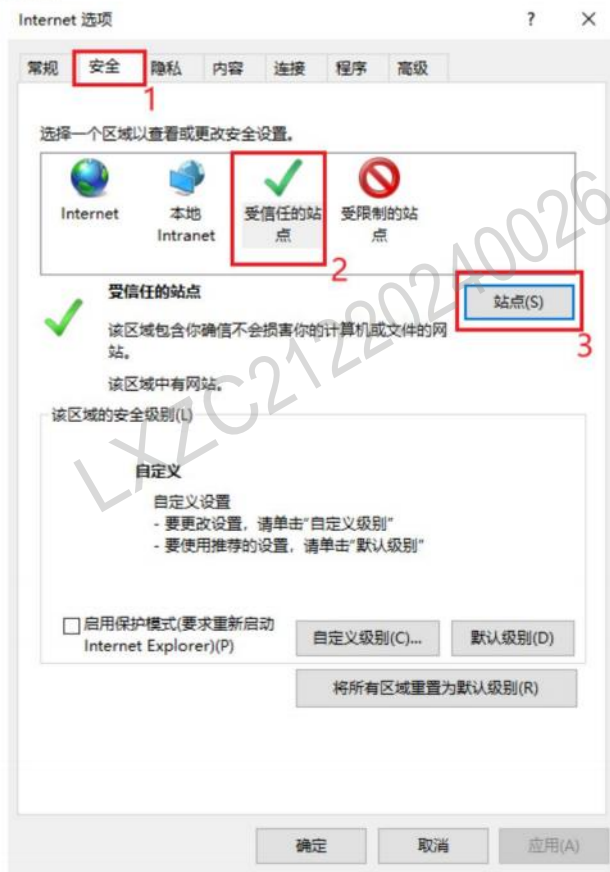 Internet 选项
?
×
常规 安全 隐私 内容 连接 程序 高级
1
选择一个区域以查看或更改安全设置。
Internet
本地
Intranet
受信任的站
点
受限制的站
点
2
受信任的站点
站点(S)
3
该区域包含你确信不会损害你的计算机或文件的网
站。
该区域中有网站。
该区域的安全级别(L)
自定义
自定义设置
- 要更改设置，请单击"自定义级别"
- 要使用推荐的设置，请单击"默认级别"
启用保护模式(要求重新启动
Internet Explorer)(P)
自定义级别(C)...
默认级别(D)
将所有区域重置为默认级别(R)
确定 取消 应用(A)
LXZC21220240026